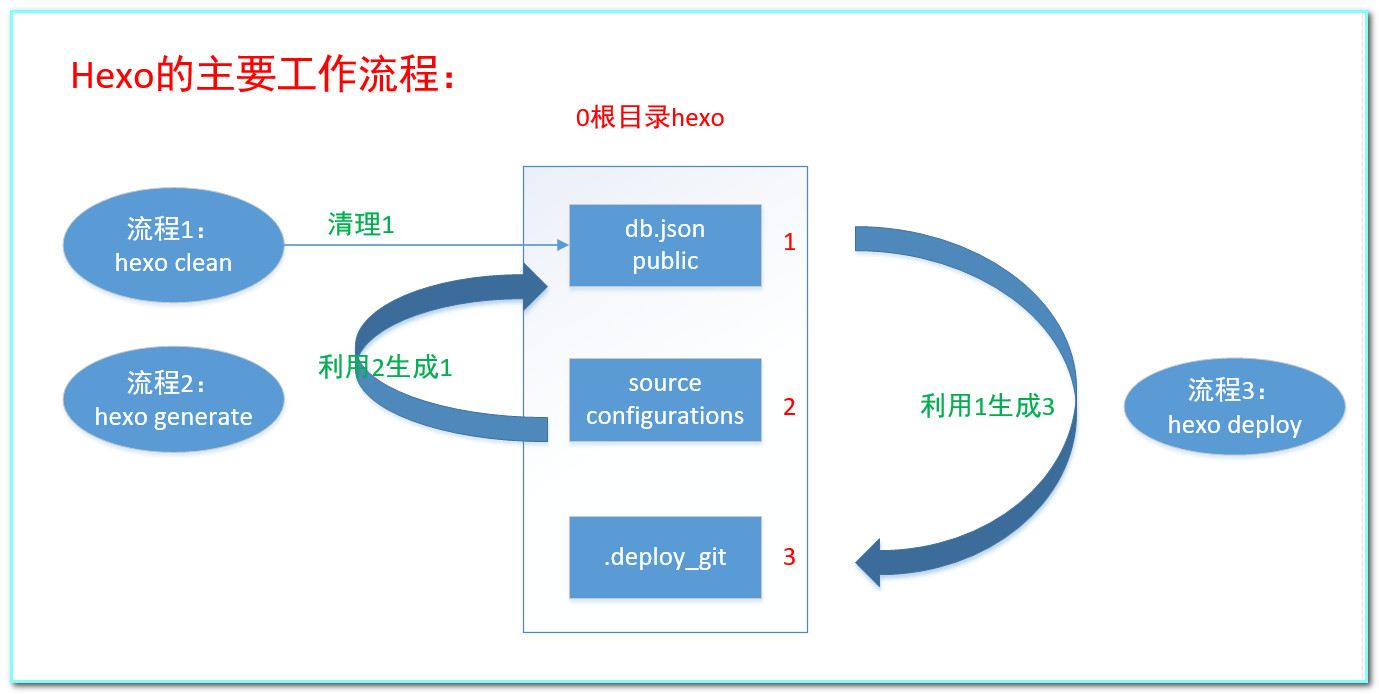 Hexo的主要工作流程：
0根目录hexo
流程1：
hexo clean
清理1
db.json
public
1
利用2生成1
流程2：
hexo generate
source
configurations
2
利用1生成3
流程3：
hexo deploy
.deploy_git
3